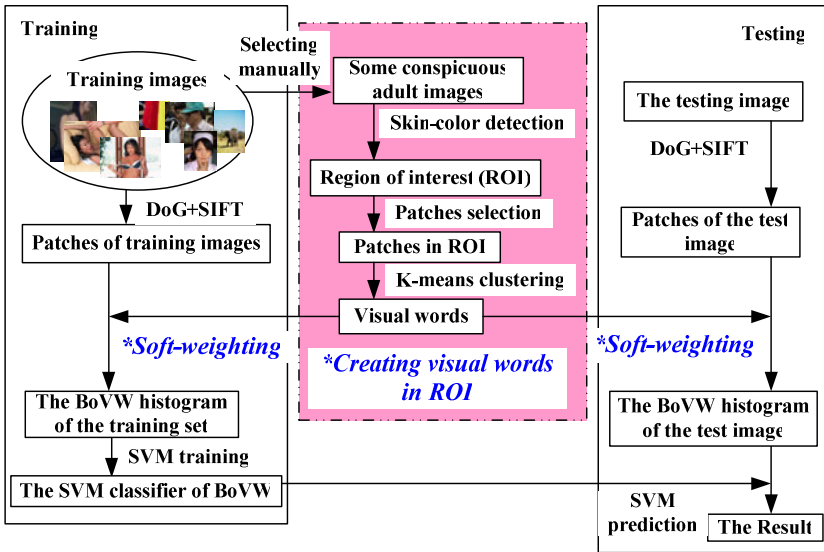 Training
Training images
DoG+SIFT
Patches of training images
*Soft-weighting
The BoVW histogram
of the training set
SVM training
The SVM classifier of BoVW
Selecting
manually
Some conspicuous
adult images
Skin-color detection
Region of interest (ROI)
Patches selection
Patches in ROI
K-means clustering
Visual words
*Creating visual words
in ROI
Testing
The testing image
DoG+SIFT
Patches of the test
image
*Soft-weighting
The BoVW histogram
of the test image
SVM
prediction
The Result